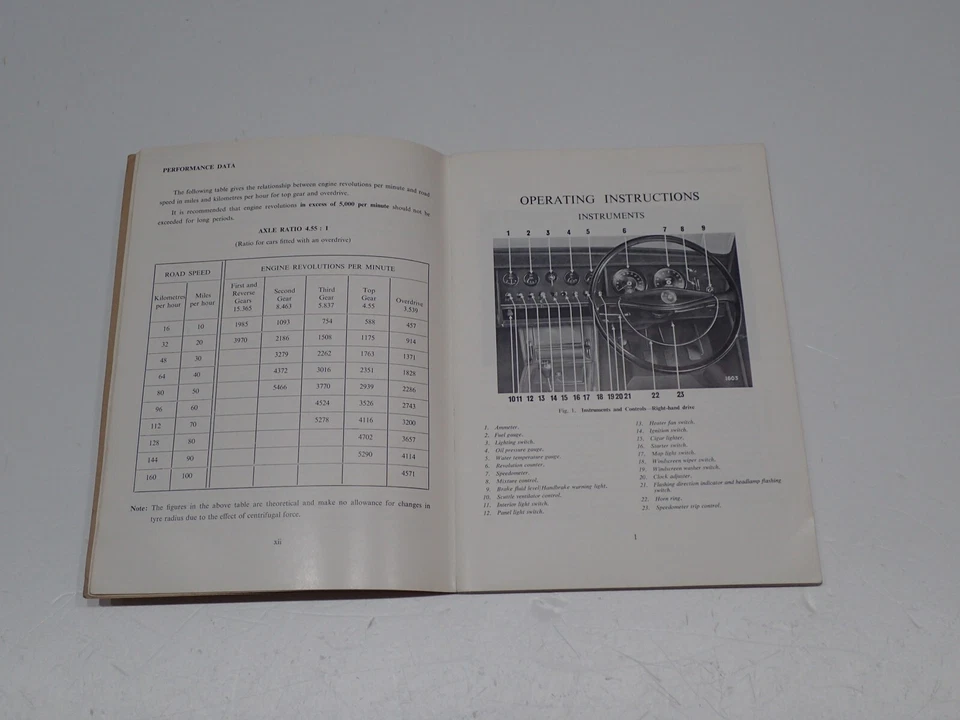 PERFORMANCE DATA
The following table gives the relationship between engine revolutions per minute and road
speed in miles and kilometres per hour for top gear and overdrive.
It is recommended that engine revolutions in excess of 5,000 per minute should not be
exceeded for long periods.
AXLE RATIO 4.55 : 1
(Ratio for cars fitted with an overdrive)
ROAD SPEED ENGINE REVOLUTIONS PER MINUTE
Kilometres per hour Miles per hour First and Reverse Gears 15.365 Second Gear 8.463 Third Gear 5.837 Top Gear 4.55 Overdrive 3.539
16 10 1985 1093 754 588 457
32 20 3970 2186 1508 1175 914
49 30 3279 2262 1763 1371
64 40 4372 3016 2351 1828
80 50 5466 3770 2939 2286
96 60 4524 3526 2743
112 70 5278 4116 3200
128 80 4702 3657
144 90 5290 4114
160 100 4571
Note: The figures in the above table are theoretical and make no allowance for changes in
tyre radius due to the effect of centrifugal force.
xii
OPERATING INSTRUCTIONS
INSTRUMENTS
1 2 3 4 5 6 7 8 9
1603
10 11 12 13 14 15 16 17 18 19 20 21 22 23
Fig. 1. Instruments and Controls—Right-hand drive
1. Ammeter.
2. Fuel gauge.
3. Lighting switch.
4. Oil pressure gauge.
5. Water temperature gauge.
6. Revolution counter.
7. Speedometer.
8. Mixture control.
9. Brake fluid level/Handbrake warning light.
10. Scuttle ventilator control.
11. Interior light switch.
12. Panel light switch.
13. Heater fan switch.
14. Ignition switch.
15. Cigar lighter.
16. Starter switch.
17. Map light switch.
18. Windscreen wiper switch.
19. Windscreen washer switch.
20. Clock adjuster.
21. Flashing direction indicator and headlamp flashing
switch.
22. Horn ring.
23. Speedometer trip control.
1